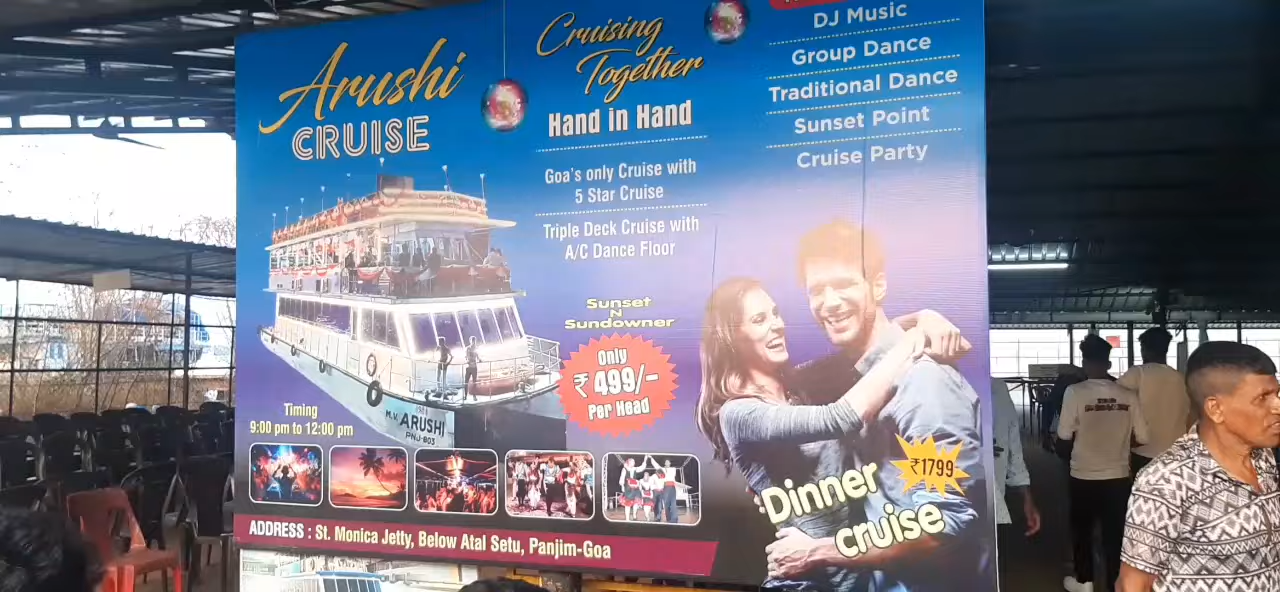 Arushi
CRUISE
M.V. ARUSHI
PNJ-803
Timing
9:00 pm to 12:00 pm
Cruising
Together
Hand in Hand
Goa's only Cruise with
5 Star Cruise
Triple Deck Cruise with
A/C Dance Floor
Sunset
N
Sundowner
Only
₹ 499/-
Per Head
DJ Music
Group Dance
Traditional Dance
Sunset Point
Cruise Party
Dinner
cruise
₹1799
ADDRESS : St. Monica Jetty, Below Atal Setu, Panjim-Goa